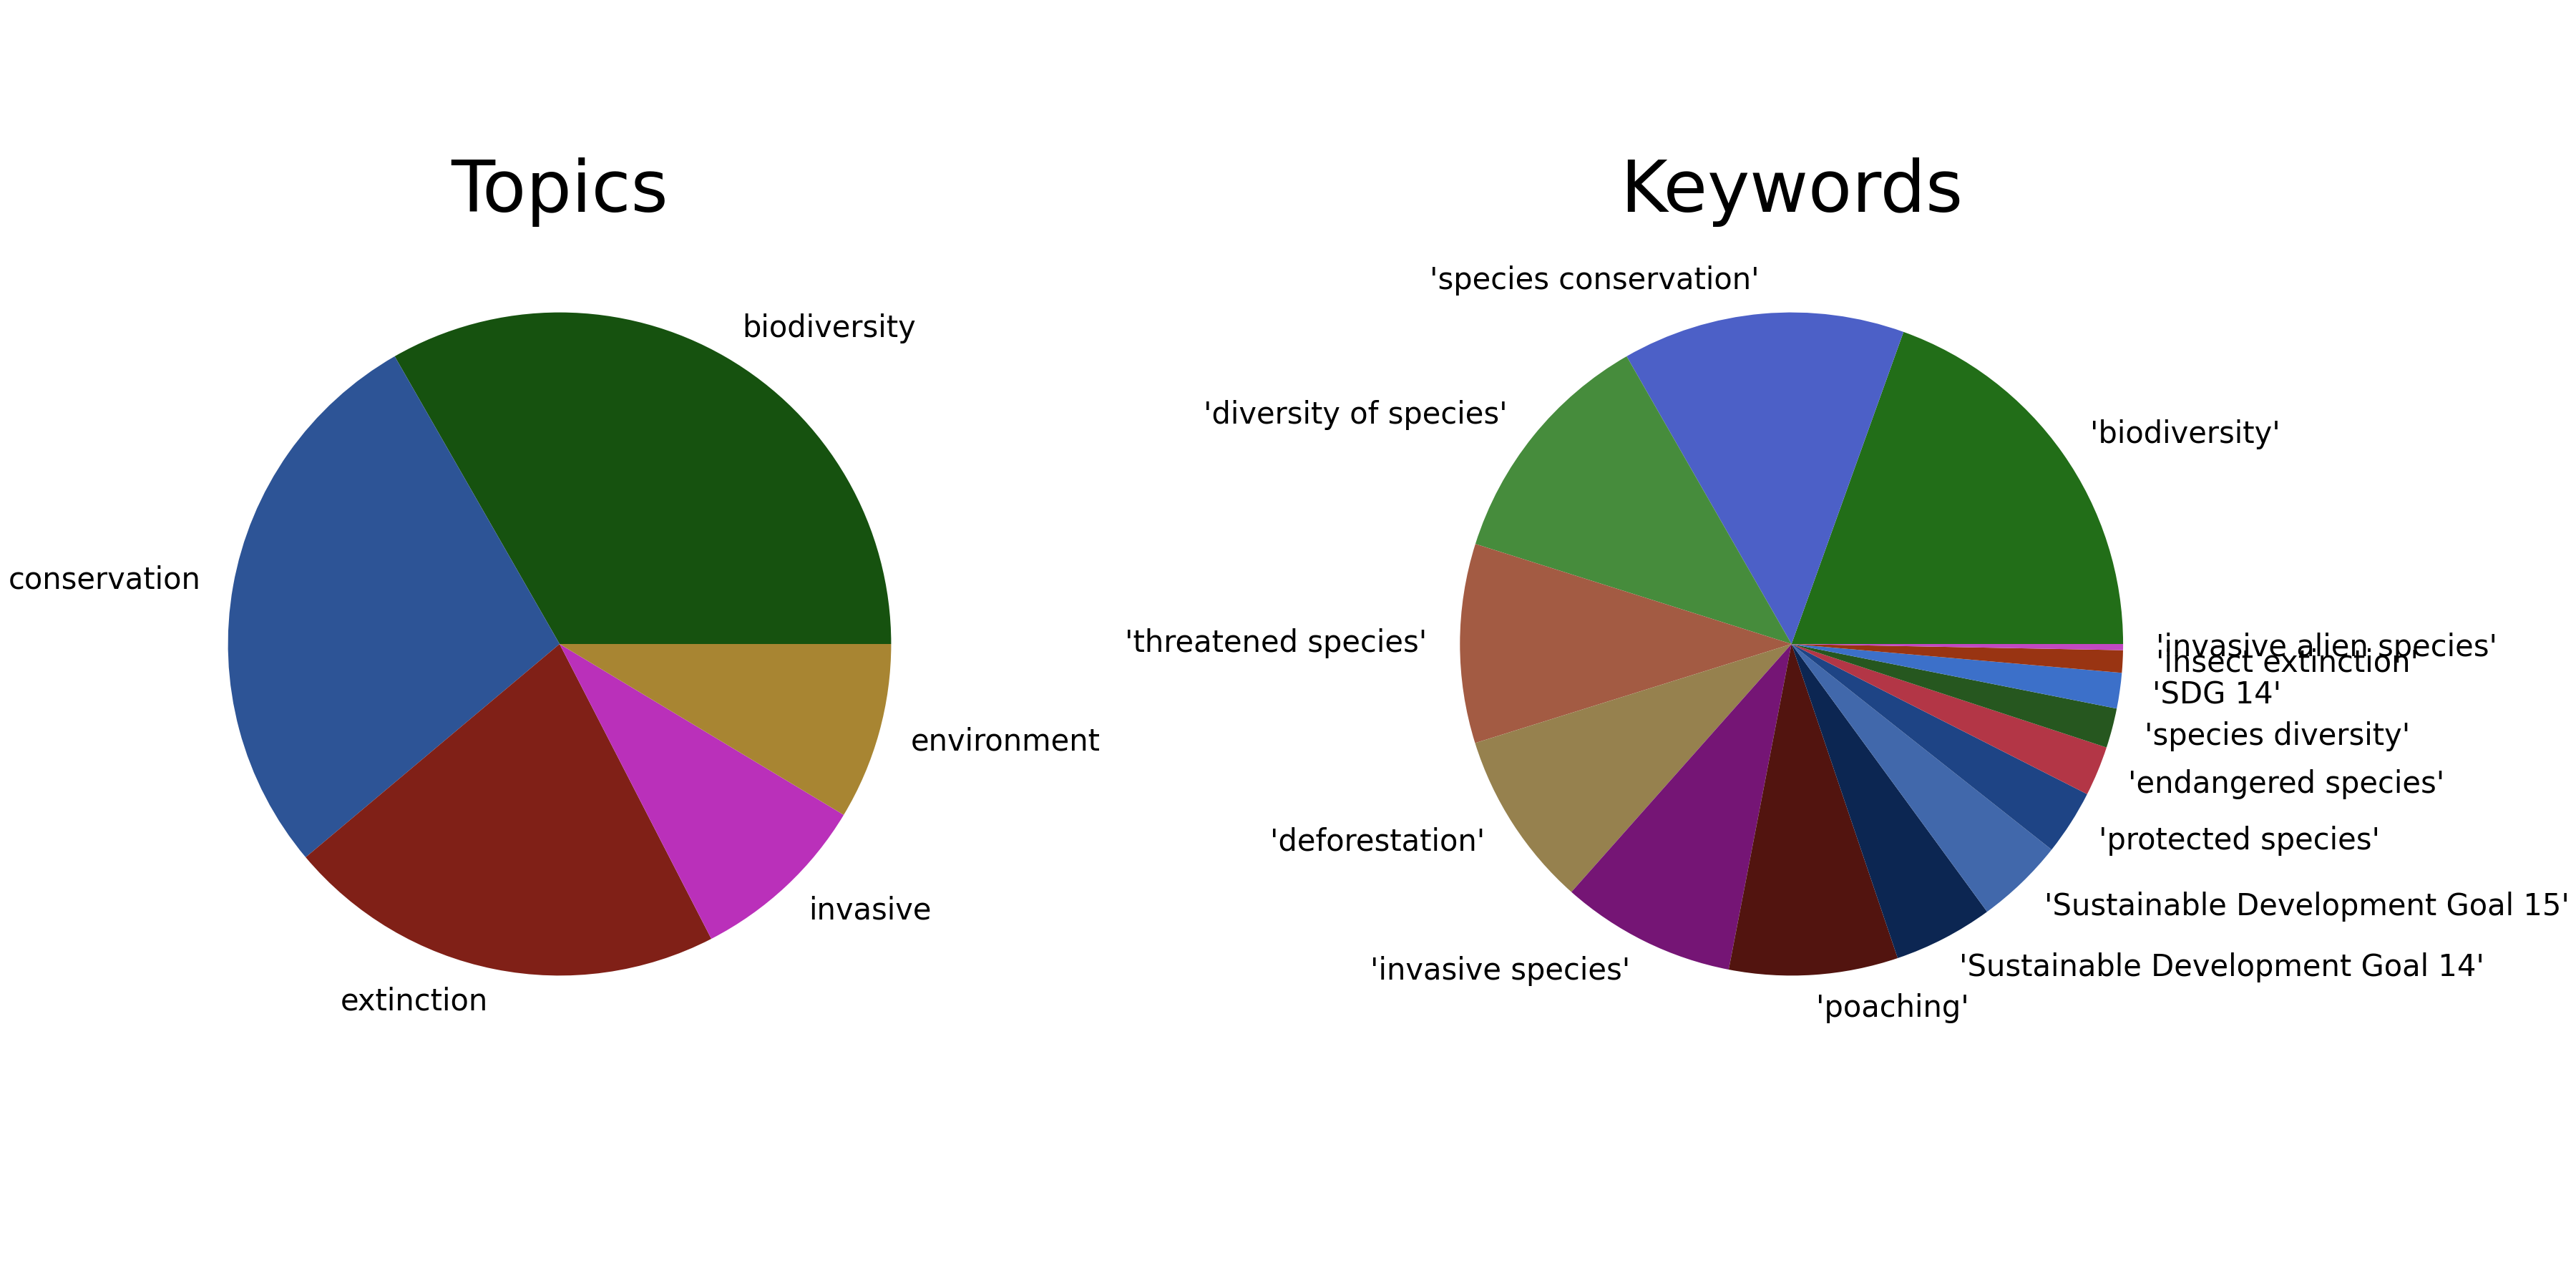 Topics
biodiversity
conservation
environment
invasive
extinction
Keywords
'species conservation'
'diversity of species'
'biodiversity'
'threatened species'
'invasive alien species'
'insect extinction'
'SDG 14'
'species diversity'
'endangered species'
'protected species'
'deforestation'
'Sustainable Development Goal 15'
'invasive species'
'Sustainable Development Goal 14'
'poaching'